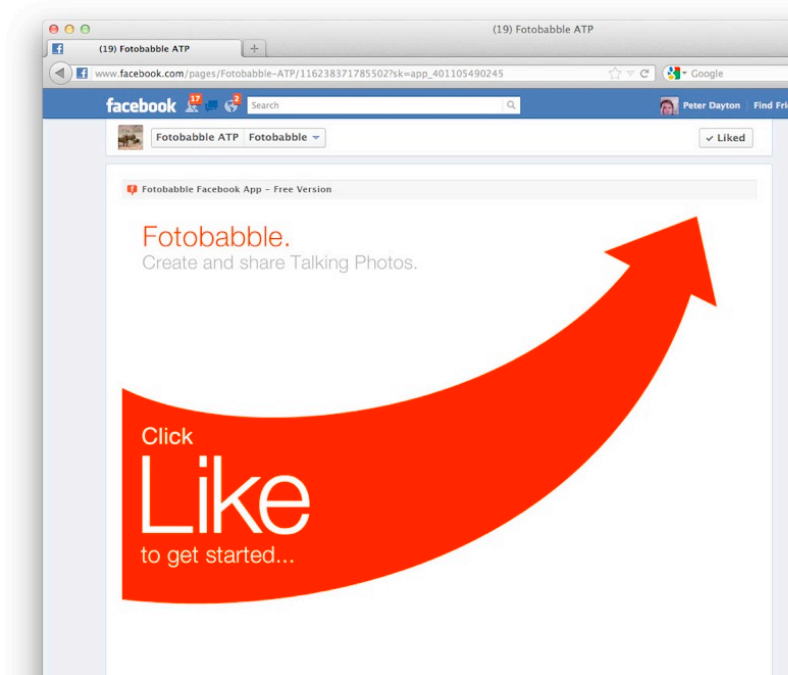 (19) Fotobabble ATP
(19) Fotobabble ATP
www.facebook.com/pages/Fotobabble-ATP/116238371785502?sk=app_401105490245
Google
facebook 17 2 Search Peter Dayton Find Fri
Fotobabble ATP Fotobabble
Liked
Fotobabble Facebook App – Free Version
Fotobabble.
Create and share Talking Photos.
Click
Like
to get started...